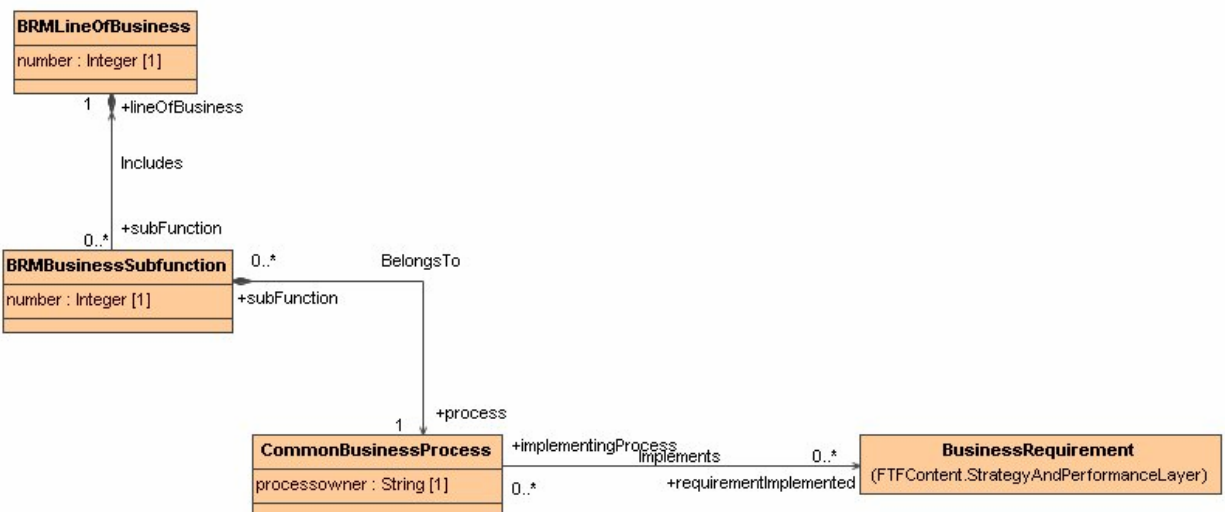 BRMLineOfBusiness
number : Integer [1]
1
+lineOfBusiness
Includes
+subFunction
0..*
BRMBusinessSubfunction
number : Integer [1]
0..*
BelongsTo
+subFunction
+process
1
CommonBusinessProcess
processowner : String [1]
+implementingProcess
Implements
0..*
0..*
+requirementImplemented
BusinessRequirement
(FTFContent.StrategyAndPerformanceLayer)